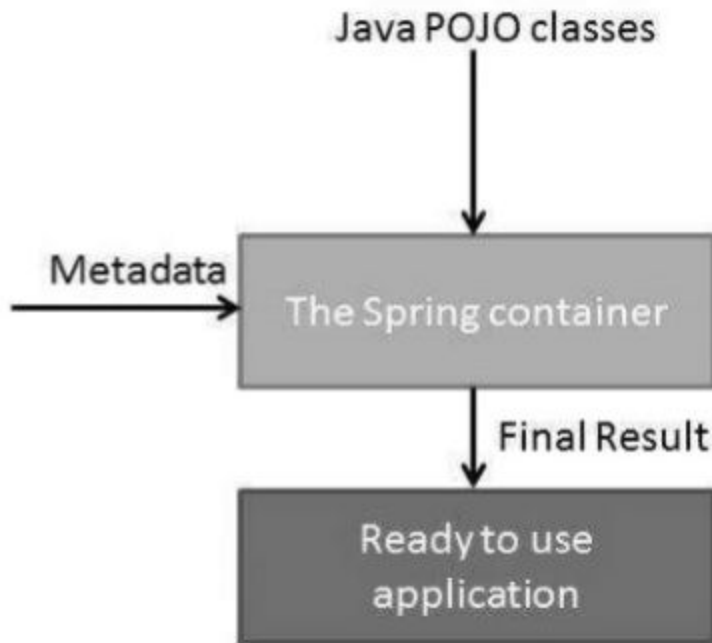 Java POJO classes
Metadata
The Spring container
Final Result
Ready to use
application